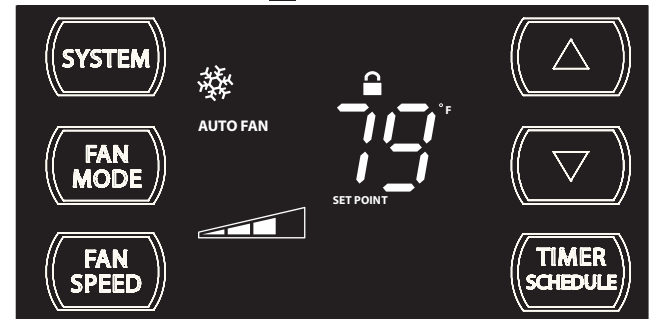 SYSTEM
AUTO FAN
79 °F
SET POINT
FAN
MODE
FAN
SPEED
TIMER
SCHEDULE